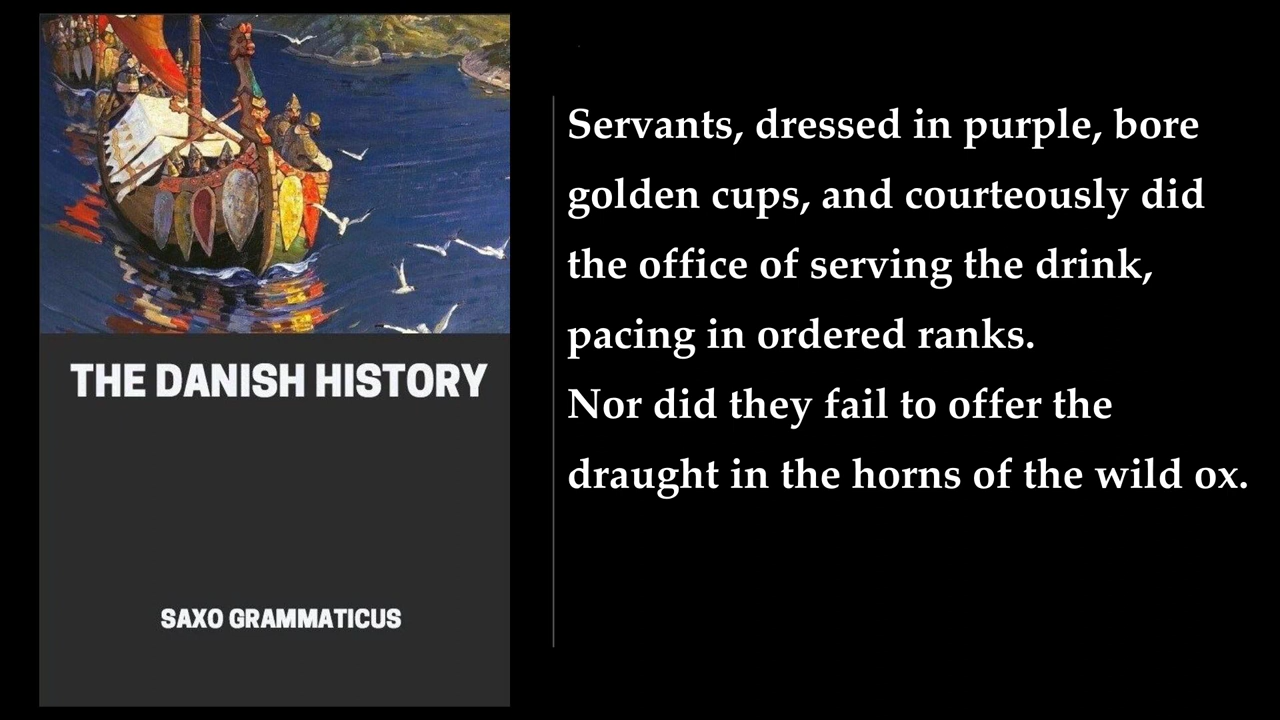 THE DANISH HISTORY
SAXO GRAMMATICUS
Servants, dressed in purple, bore
golden cups, and courteously did
the office of serving the drink,
pacing in ordered ranks.
Nor did they fail to offer the
draught in the horns of the wild ox.